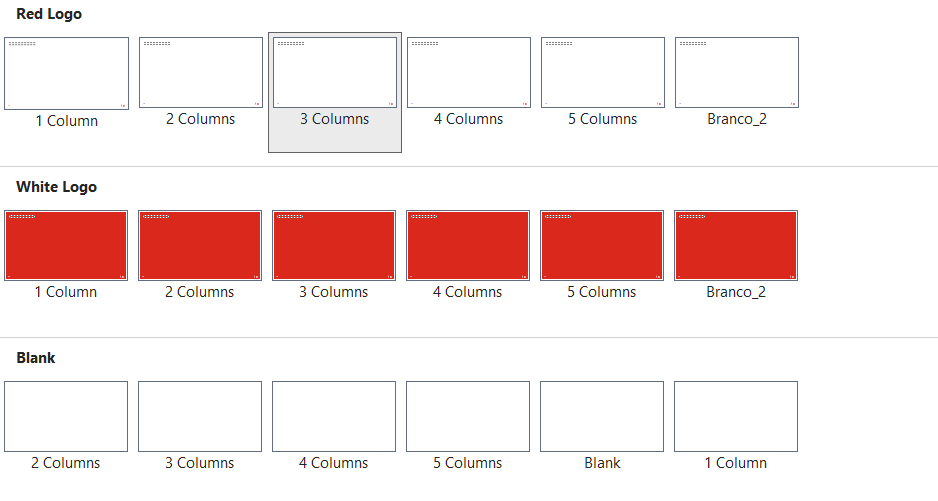 Red Logo
1 Column
2 Columns
3 Columns
4 Columns
5 Columns
Branco_2
White Logo
1 Column
2 Columns
3 Columns
4 Columns
5 Columns
Branco_2
Blank
2 Columns
3 Columns
4 Columns
5 Columns
Blank
1 Column